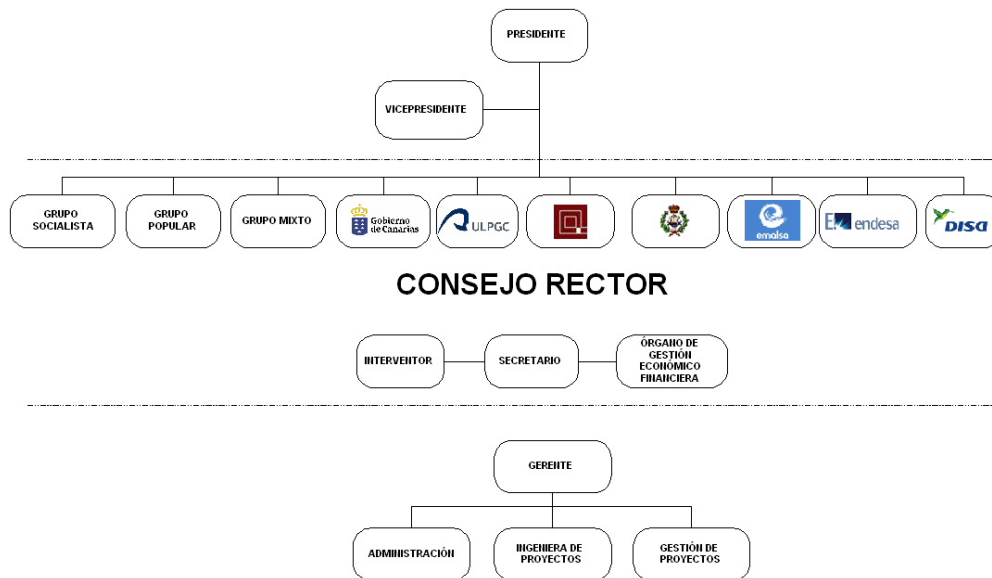 PRESIDENTE
VICEPRESIDENTE
GRUPO
SOCIALISTA
GRUPO
POPULAR
GRUPO MIXTO
Gobierno
de Canarias
ULPGC
emalsa
endesa
DISA
CONSEJO RECTOR
INTERVENTOR
SECRETARIO
ÓRGANO DE
GESTIÓN
ECONÓMICO
FINANCIERA
GERENTE
ADMINISTRACIÓN
INGENIERA DE
PROYECTOS
GESTIÓN DE
PROYECTOS